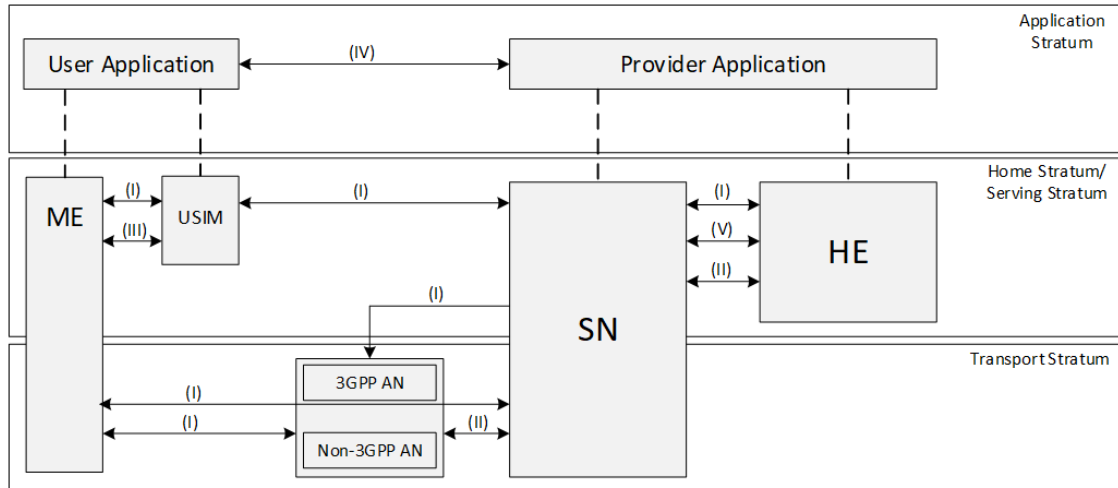 Application
Stratum
User Application
(IV)
Provider Application
Home Stratum/
Serving Stratum
ME
(I)
(III)
USIM
(I)
(I)
(V)
(II)
HE
(I)
SN
Transport Stratum
3GPP AN
(I)
(I)
(II)
Non-3GPP AN